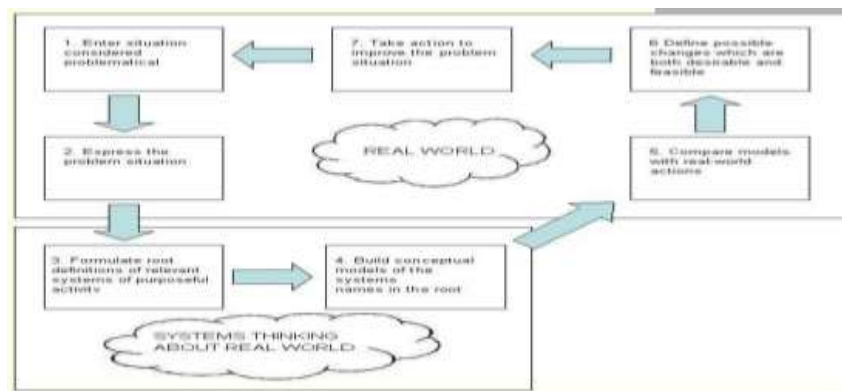 1. Enter situation
considered
problematical
7. Take action to
improve the problem
situation
6 Define possible
changes which are
both desirable and
feasible
2. Express the
problem situation
REAL WORLD
5. Compare models
with real-world
actions
3. Formulate root
definitions of relevant
systems of purposeful
activity
4. Build conceptual
models of the
systems
names in the root
SYSTEMS THINKING
ABOUT REAL WORLD